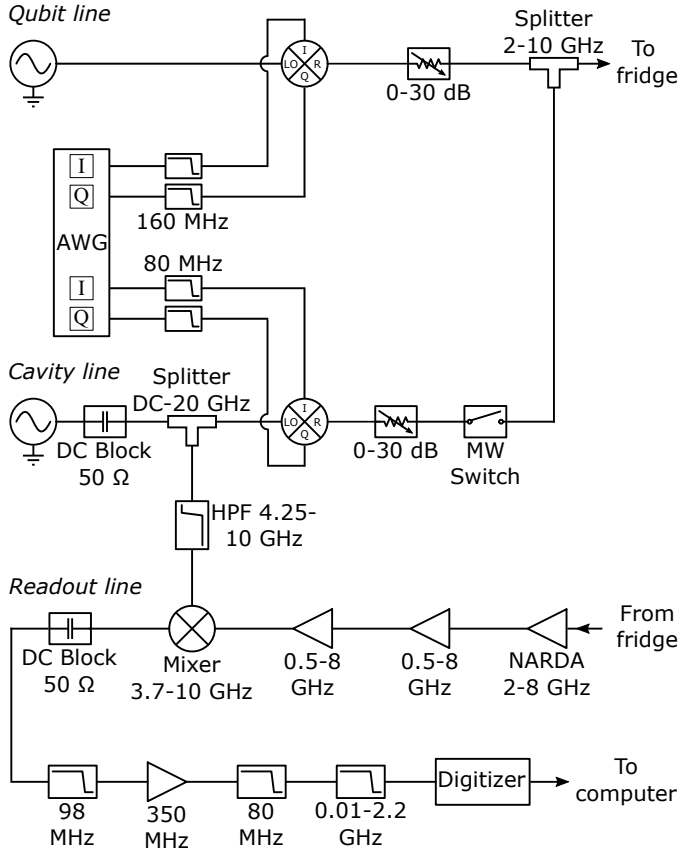 Qubit line
Splitter
2-10 GHz
I
LO
R
Q
To
fridge
0-30 dB
I
Q
160 MHz
AWG
80 MHz
I
Q
Cavity line
Splitter
DC-20 GHz
I
LO
R
Q
DC Block
50 Ω
0-30 dB
MW
Switch
HPF 4.25-
10 GHz
Readout line
From
fridge
DC Block
50 Ω
Mixer
3.7-10 GHz
0.5-8
GHz
0.5-8
GHz
NARDA
2-8 GHz
Digitizer
To
computer
98
MHz
350
MHz
80
MHz
0.01-2.2
GHz